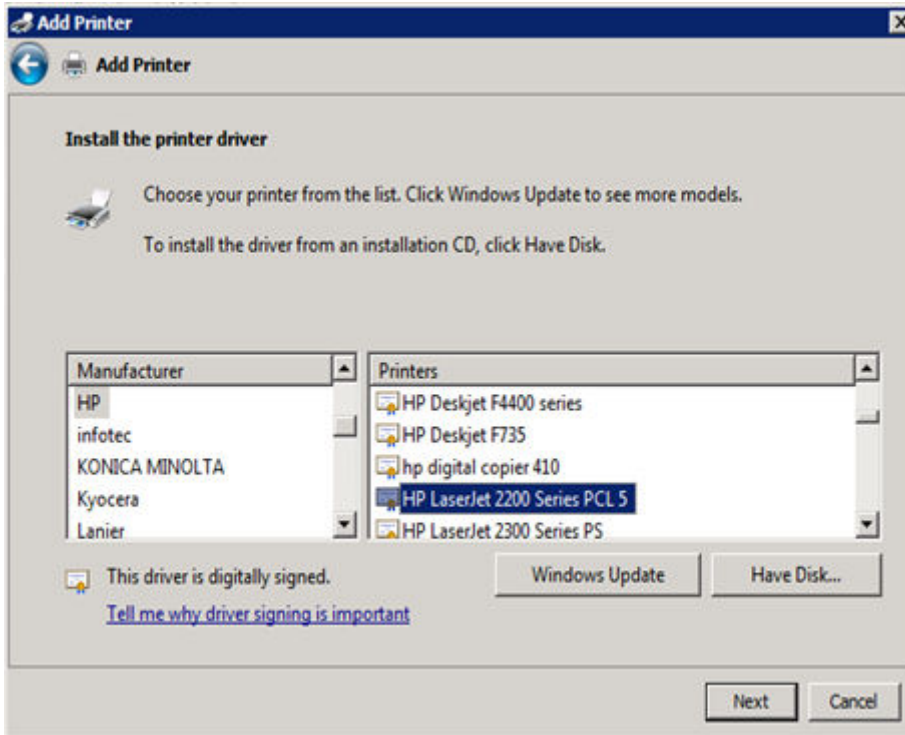 Add Printer
Add Printer
Install the printer driver
Choose your printer from the list. Click Windows Update to see more models.
To install the driver from an installation CD, click Have Disk.
Manufacturer
HP
infotec
KONICA MINOLTA
Kyocera
Lanier
Printers
HP Deskjet F4400 series
HP Deskjet F735
hp digital copier 410
HP LaserJet 2200 Series PCL 5
HP LaserJet 2300 Series PS
This driver is digitally signed.
Tell me why driver signing is important
Windows Update
Have Disk...
Next
Cancel